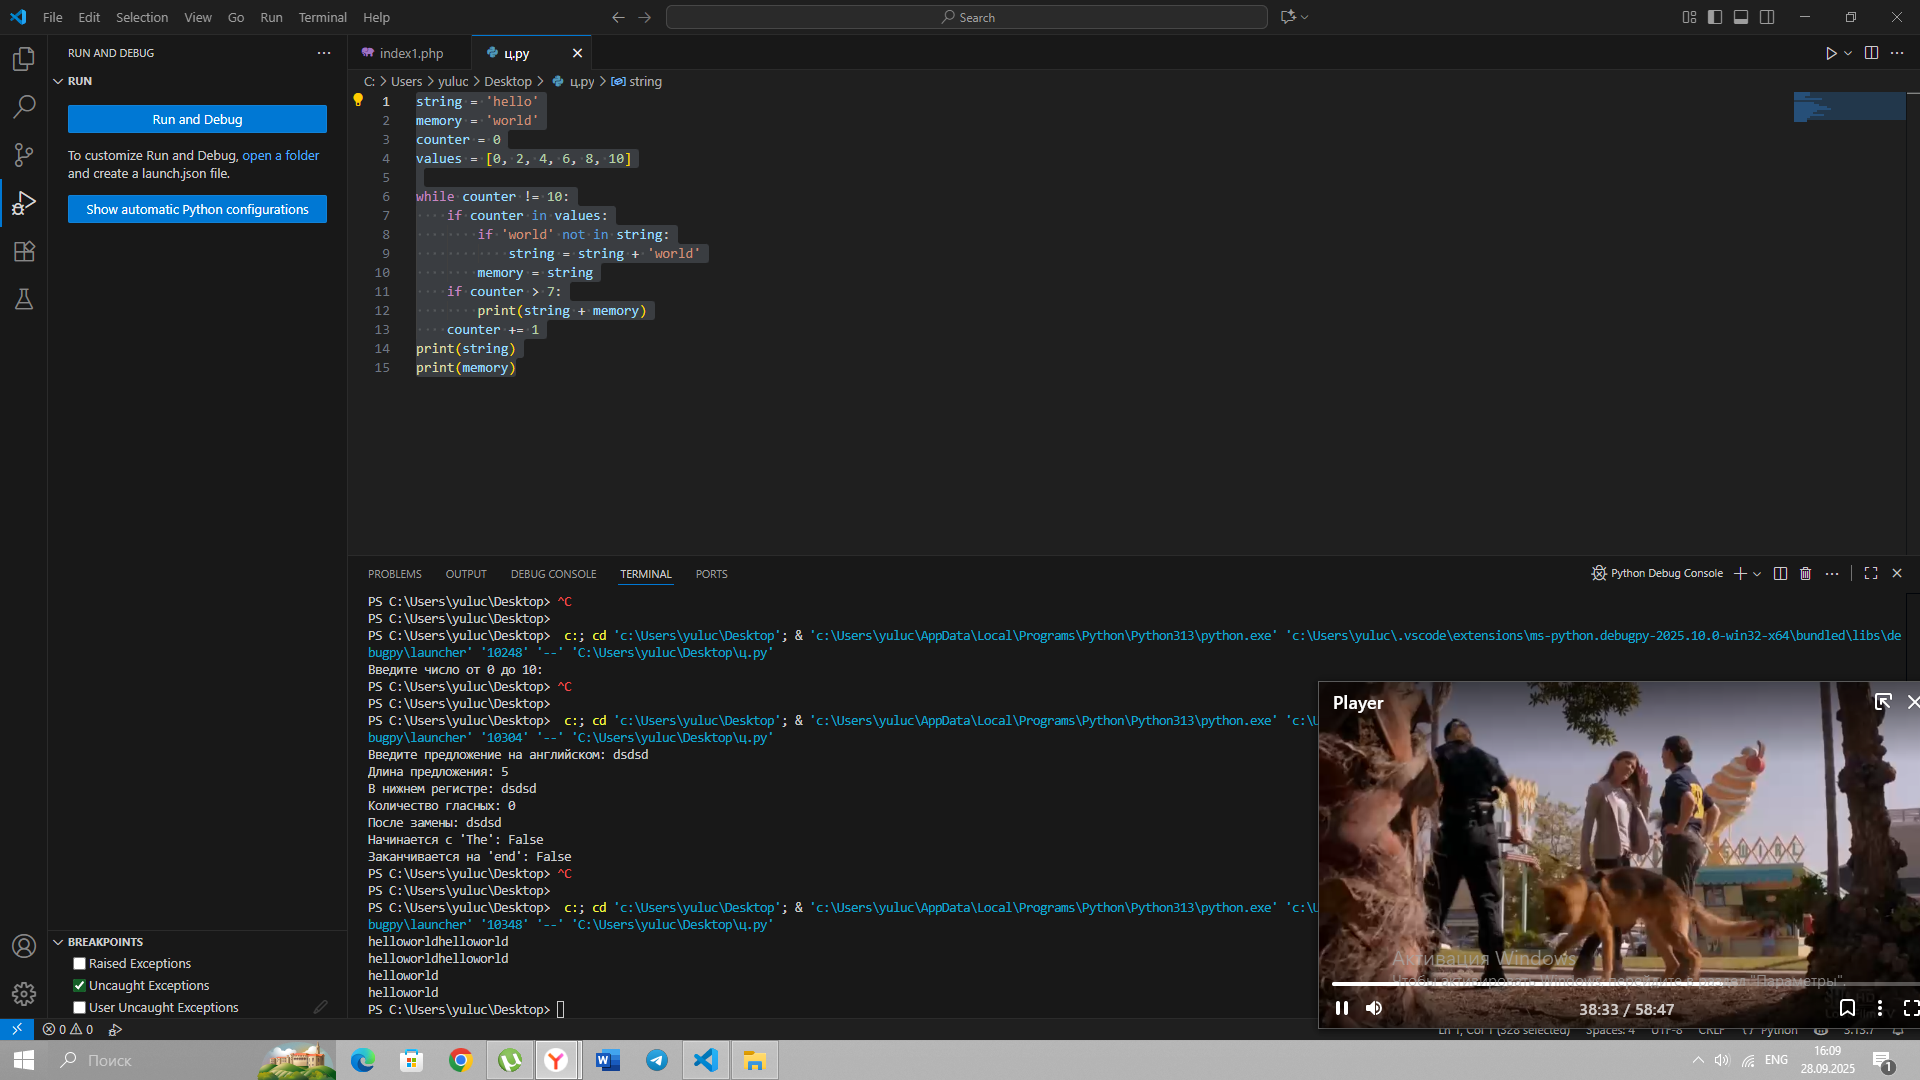 File Edit Selection View Go Run Terminal Help
Search
RUN AND DEBUG
RUN
Run and Debug
To customize Run and Debug, open a folder
and create a launch.json file.
Show automatic Python configurations
index1.php
ц.py
C: > Users > yuluc > Desktop > ц.py > string
1 string = 'hello'
2 memory = 'world'
3 counter = 0
4 values = [0, 2, 4, 6, 8, 10]
5
6 while counter != 10:
7 if counter in values:
8 if 'world' not in string:
9 string = string + 'world'
10 memory = string
11 if counter > 7:
12 print(string + memory)
13 counter += 1
14 print(string)
15 print(memory)
PROBLEMS OUTPUT DEBUG CONSOLE TERMINAL PORTS
Python Debug Console
PS C:\Users\yuluc\Desktop> ^C
PS C:\Users\yuluc\Desktop>
PS C:\Users\yuluc\Desktop> c:; cd 'c:\Users\yuluc\Desktop'; & 'c:\Users\yuluc\AppData\Local\Programs\Python\Python313\python.exe' 'c:\Users\yuluc\.vscode\extensions\ms-python.debugpy-2025.10.0-win32-x64\bundled\libs\de
bugpy\launcher' '10248' '--' 'C:\Users\yuluc\Desktop\ц.py'
Введите число от 0 до 10:
PS C:\Users\yuluc\Desktop> ^C
PS C:\Users\yuluc\Desktop>
PS C:\Users\yuluc\Desktop> c:; cd 'c:\Users\yuluc\Desktop'; & 'c:\Users\yuluc\AppData\Local\Programs\Python\Python313\python.exe' 'c:\U
bugpy\launcher' '10304' '--' 'C:\Users\yuluc\Desktop\ц.py'
Введите предложение на английском: dsdsd
Длина предложения: 5
В нижнем регистре: dsdsd
Количество гласных: 0
После замены: dsdsd
Начинается с 'The': False
Заканчивается на 'end': False
PS C:\Users\yuluc\Desktop> ^C
PS C:\Users\yuluc\Desktop>
PS C:\Users\yuluc\Desktop> c:; cd 'c:\Users\yuluc\Desktop'; & 'c:\Users\yuluc\AppData\Local\Programs\Python\Python313\python.exe' 'c:\U
bugpy\launcher' '10348' '--' 'C:\Users\yuluc\Desktop\ц.py'
helloworldhelloworld
helloworldhelloworld
helloworld
helloworld
PS C:\Users\yuluc\Desktop>
BREAKPOINTS
Raised Exceptions
Uncaught Exceptions
User Uncaught Exceptions
Player
Активация Windows
Чтобы активировать Windows, перейдите в раздел "Параметры".
38:33 / 58:47
0 0
Ln 1, Col 1 (328 selected) Spaces: 4 UTF-8 CRLF Python 3.13.7
Поиск
ENG
16:09
28.09.2025
1